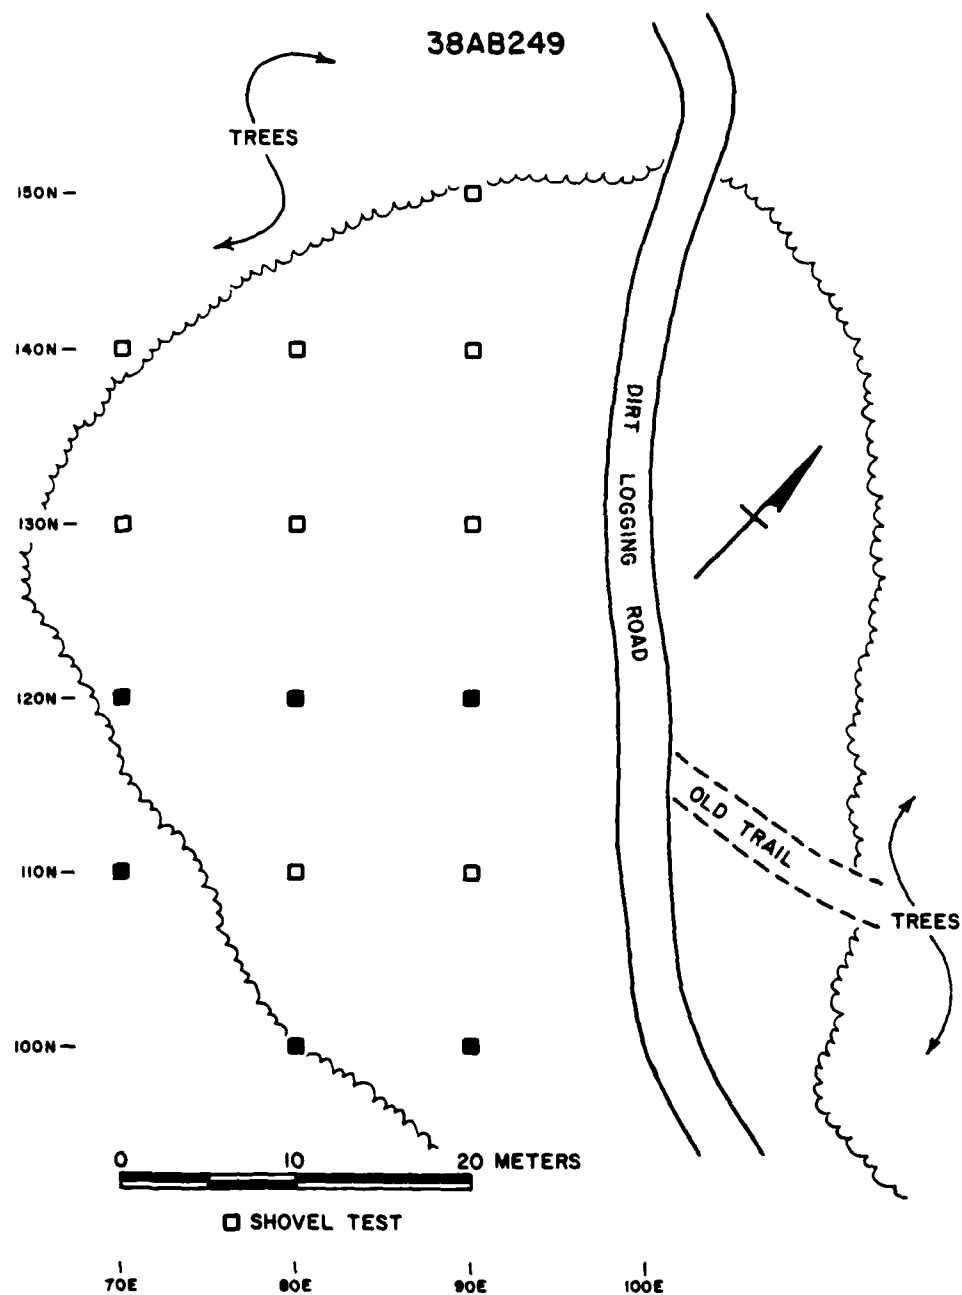 38AB249
TREES
150N
140N
DIRT LOGGING ROAD
130N
120N
OLD TRAIL
110N
TREES
100N
0 10 20 METERS
SHOVEL TEST
70E 80E 90E 100E